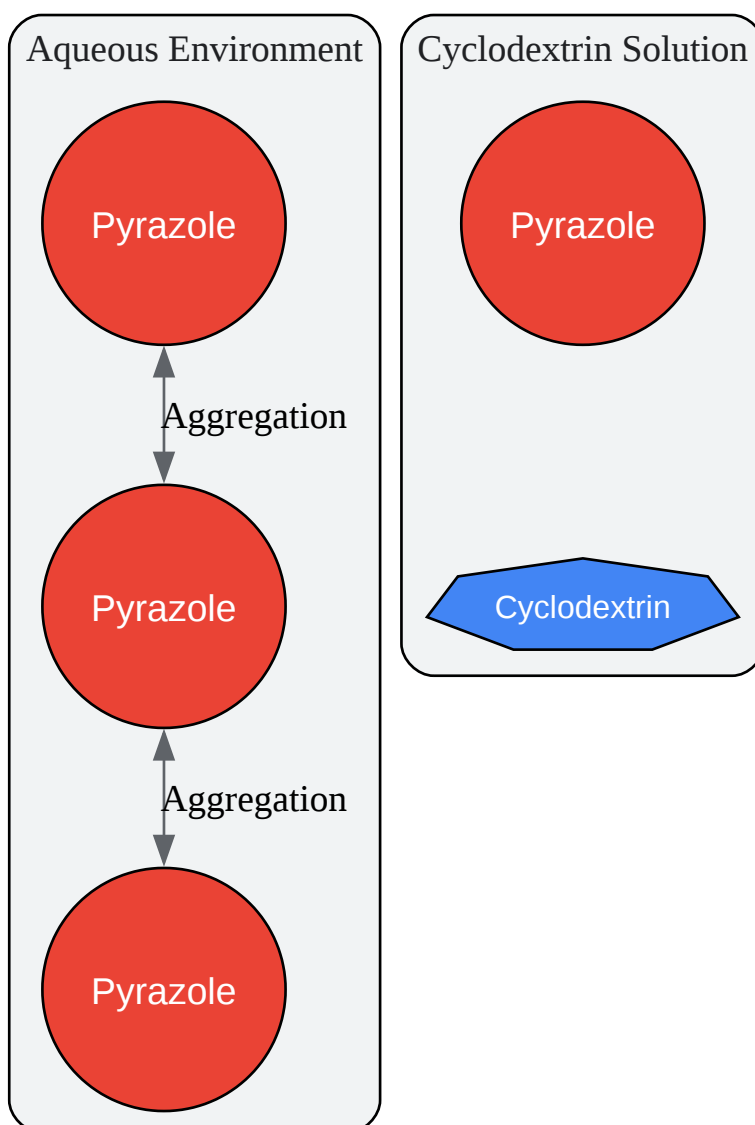 Aqueous Environment
Pyrazole
Aggregation
Pyrazole
Aggregation
Pyrazole
Cyclodextrin Solution
Pyrazole
Cyclodextrin